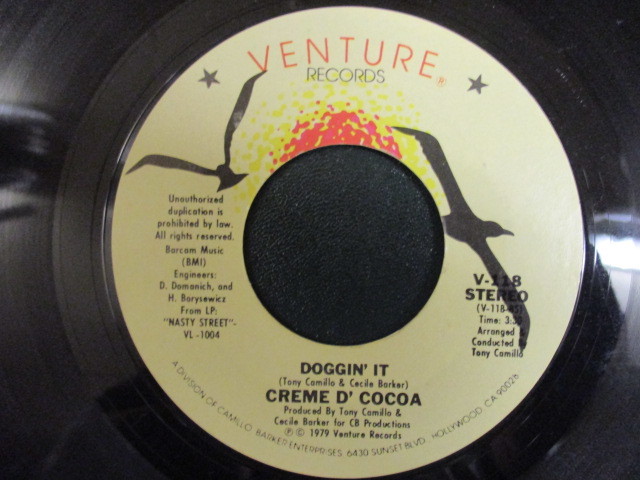 VENTURE®
RECORDS
Unauthorized
duplication is
prohibited by law.
All rights reserved.
Barcam Music
(BMI)
Engineers:
D. Domanich, and
H. Borysewicz
From LP:
"NASTY STREET"-
VL-1004
V-118
STEREO
Time:
Arranged &
Conducted By
Tony Camillo
DOGGIN' IT
(Tony Camillo & Cecile Barker)
CREME D' COCOA
Produced By Tony Camillo &
Cecile Barker for CB Productions
Ⓟ © 1979 Venture Records
A DIVISION OF CAMILLO BARKER ENTERPRISES 6430 SUNSET BLVD. HOLLYWOOD, CA 90028